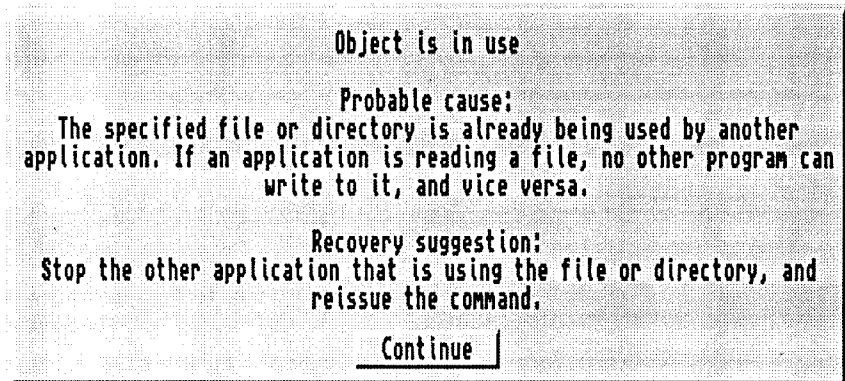 Object is in use
Probable cause:
The specified file or directory is already being used by another
application. If an application is reading a file, no other program can
write to it, and vice versa.
Recovery suggestion:
Stop the other application that is using the file or directory, and
reissue the command.
Continue